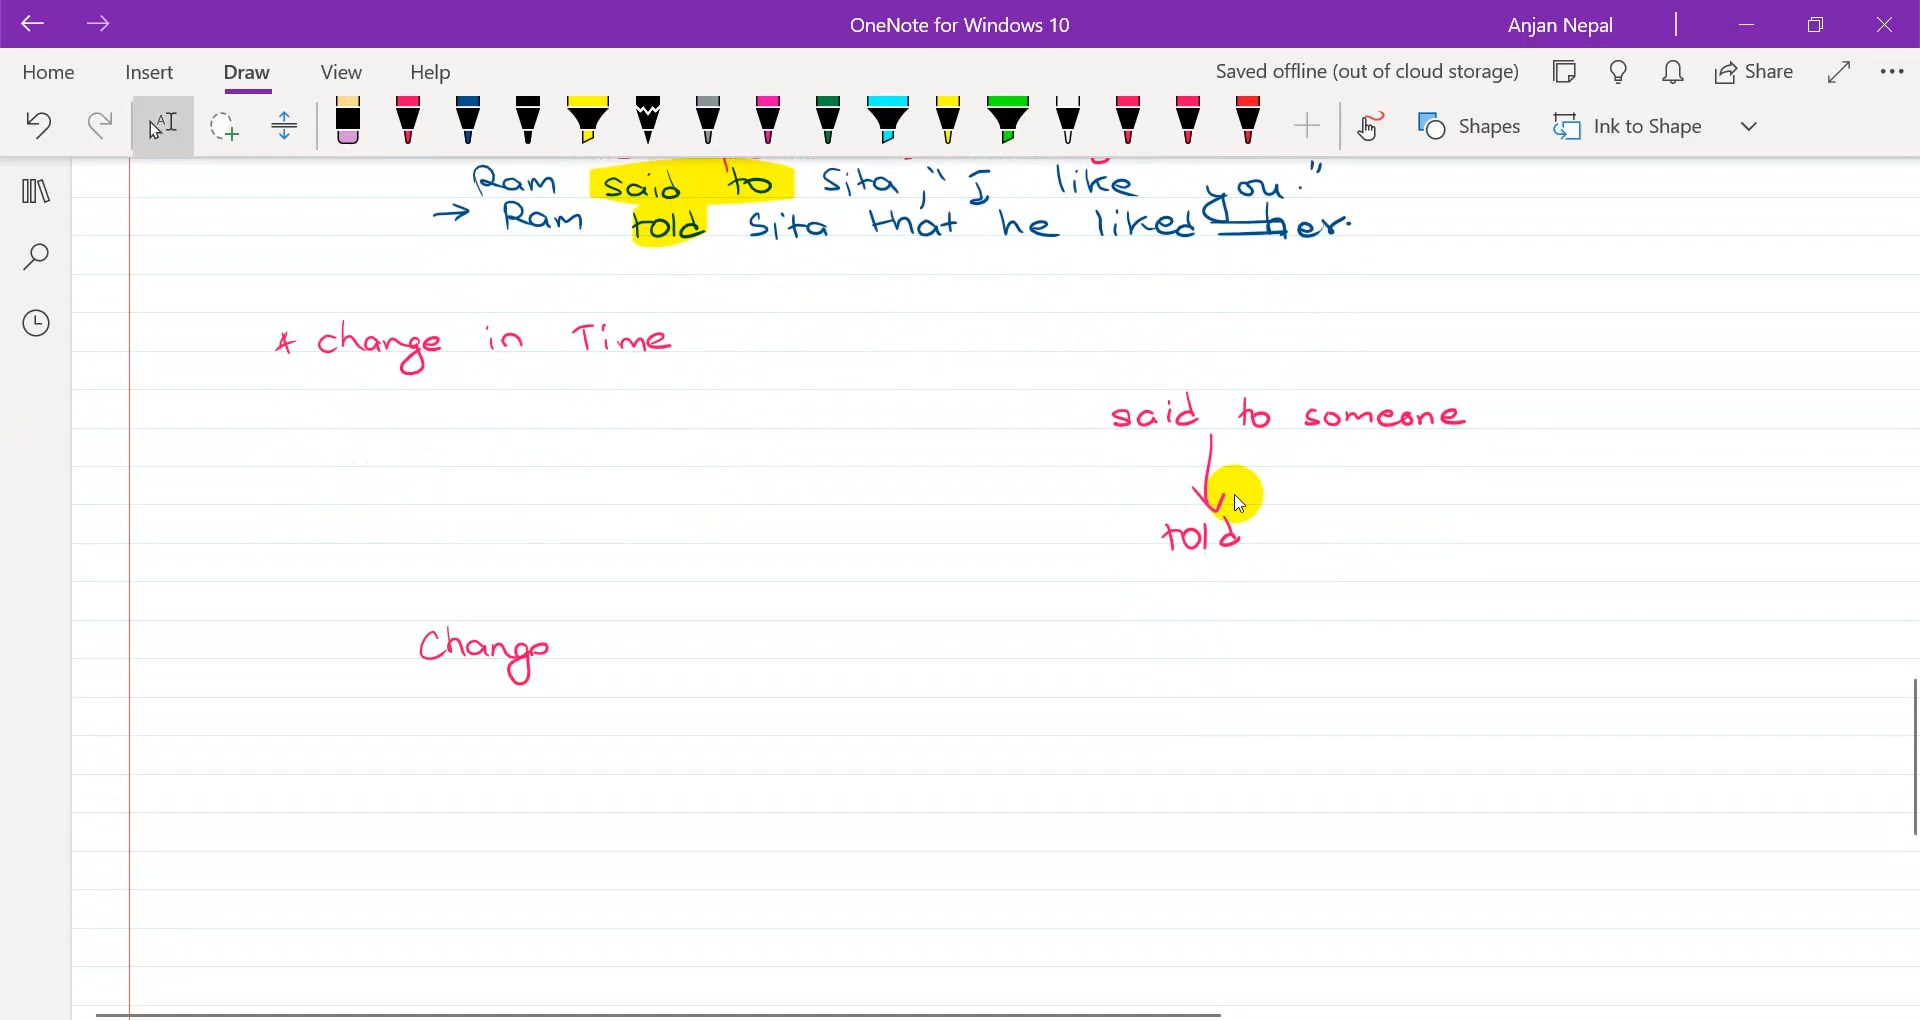 OneNote for Windows 10
Anjan Nepal
Home Insert Draw View Help
Saved offline (out of cloud storage)
Share
Shapes
Ink to Shape
Ram said to Sita, "I like you."
→ Ram told Sita that he liked her.
* change in Time
said to someone
told
Change